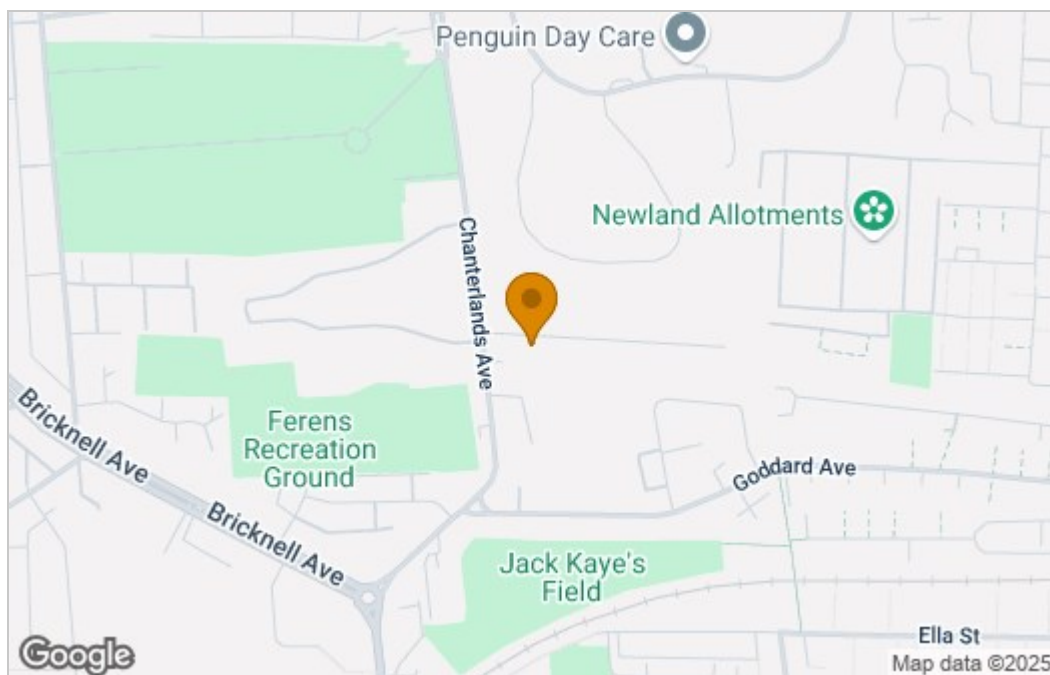 Penguin Day Care
Newland Allotments
Chanterlands Ave
Bricknell Ave
Ferens
Recreation
Ground
Goddard Ave
Bricknell Ave
Jack Kaye's
Field
Ella St
Google
Map data ©2025